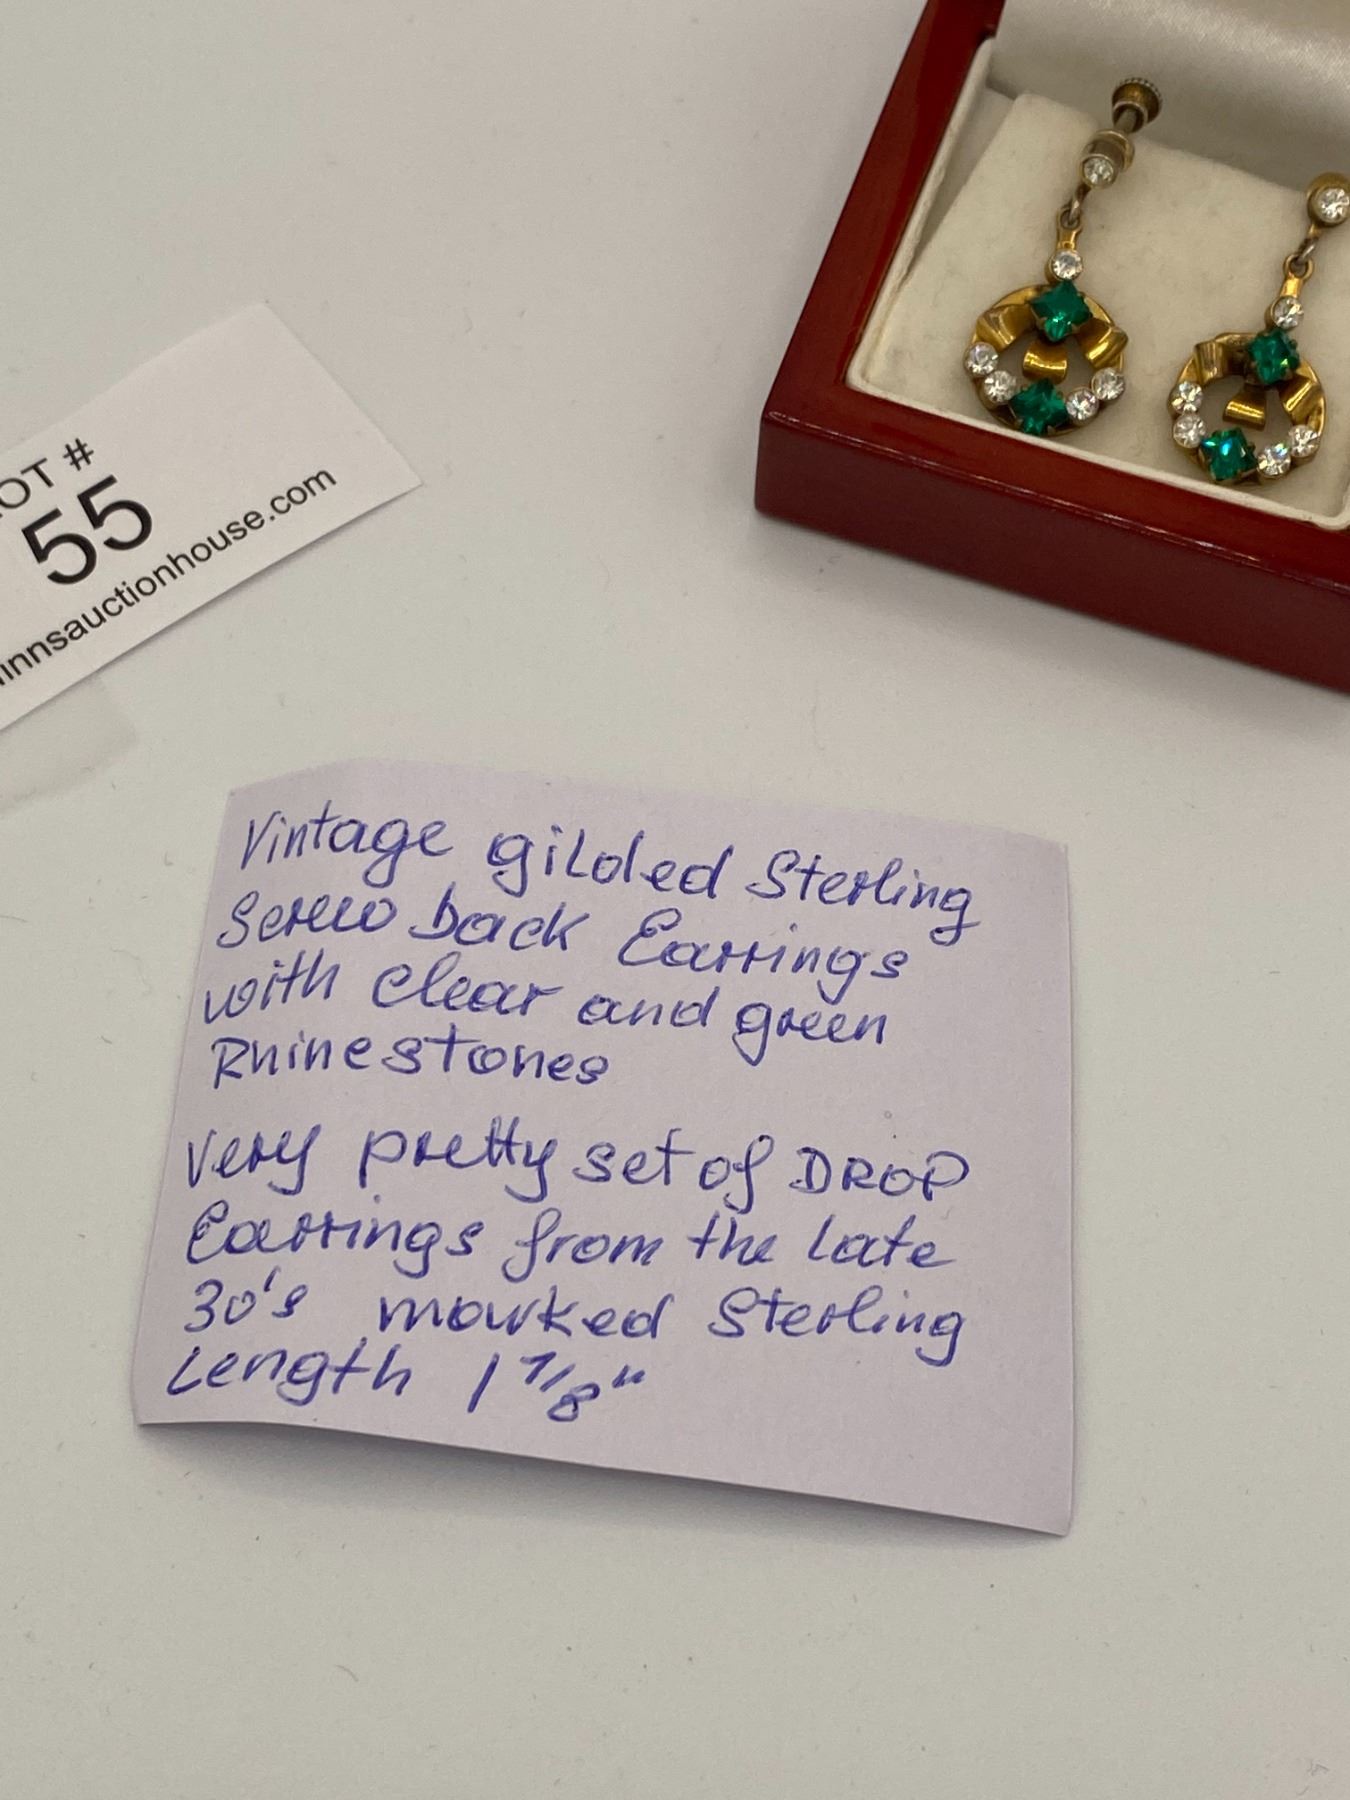 LOT #
55
innsauctionhouse.com
Vintage gilded Sterling
Screw back Earrings
with clear and green
Rhinestones
very pretty set of DROP
Earrings from the late
30's marked Sterling
Length 1 7/8"